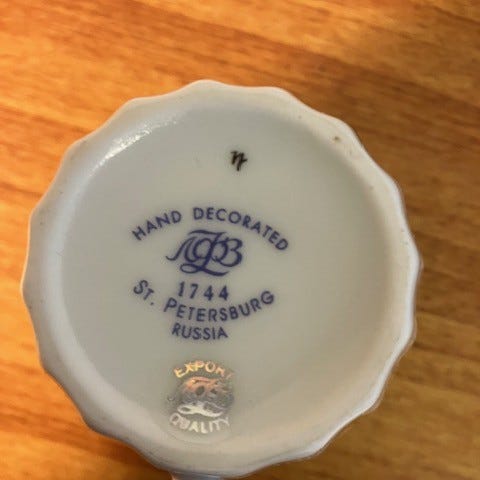 HAND DECORATED
ЛФЗ
1744
ST. PETERSBURG
RUSSIA
EXPORT
QUALITY